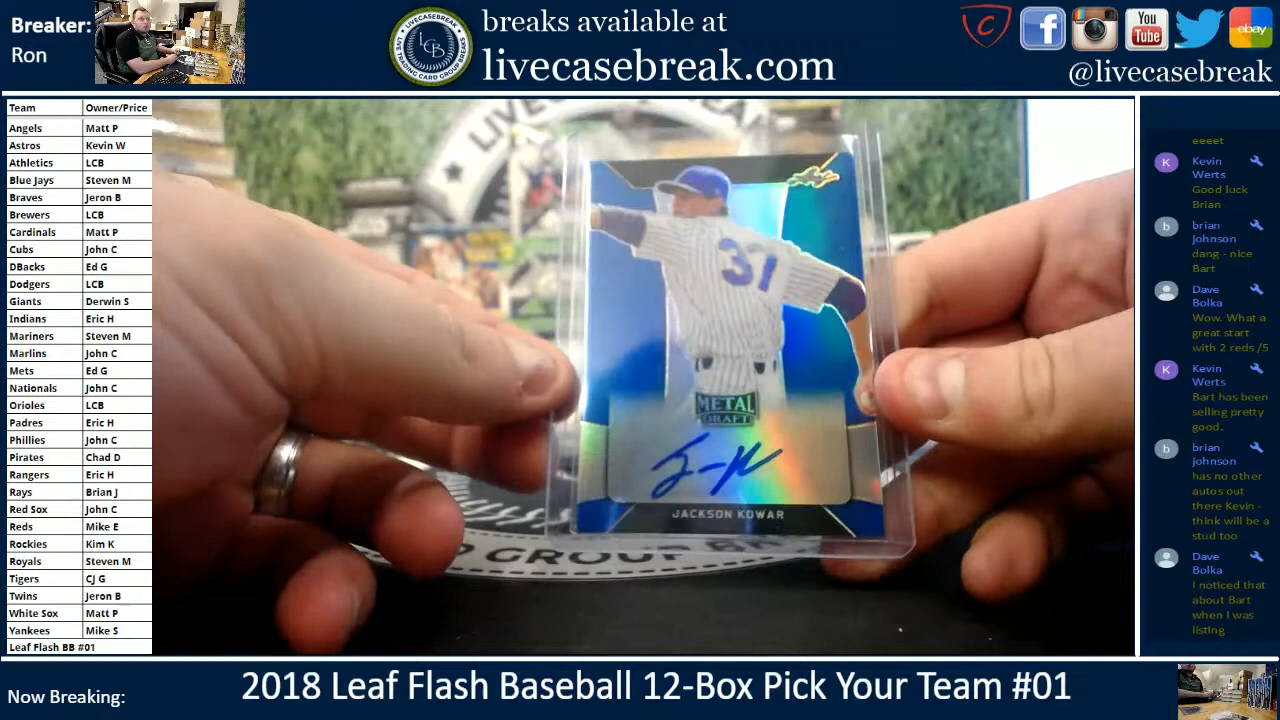 Breaker:
Ron
breaks available at
livecasebreak.com
@livecasebreak
You
Tube
ebay
LCB
Team Owner/Price
Angels Matt P
Astros Kevin W
Athletics LCB
Blue Jays Steven M
Braves Jeron B
Brewers LCB
Cardinals Matt P
Cubs John C
DBacks Ed G
Dodgers LCB
Giants Derwin S
Indians Eric H
Mariners Steven M
Marlins John C
Mets Ed G
Nationals John C
Orioles LCB
Padres Eric H
Phillies John C
Pirates Chad D
Rangers Eric H
Rays Brian J
Red Sox John C
Reds Mike E
Rockies Kim K
Royals Steven M
Tigers CJ G
Twins Jeron B
White Sox Matt P
Yankees Mike S
Leaf Flash BB #01
31
METAL
DRAFT
JACKSON KOWAR
GROUP
eeeet
K Kevin
Werts
Good luck
Brian
b brian
johnson
dang - nice
Bart
Dave
Bolka
Wow. What a
great start
with 2 reds /5
K Kevin
Werts
Bart has been
selling pretty
good.
b brian
johnson
has no other
autos out
there Kevin -
think will be a
stud too
Dave
Bolka
I noticed that
about Bart
when I was
listing
Now Breaking:
2018 Leaf Flash Baseball 12-Box Pick Your Team #01